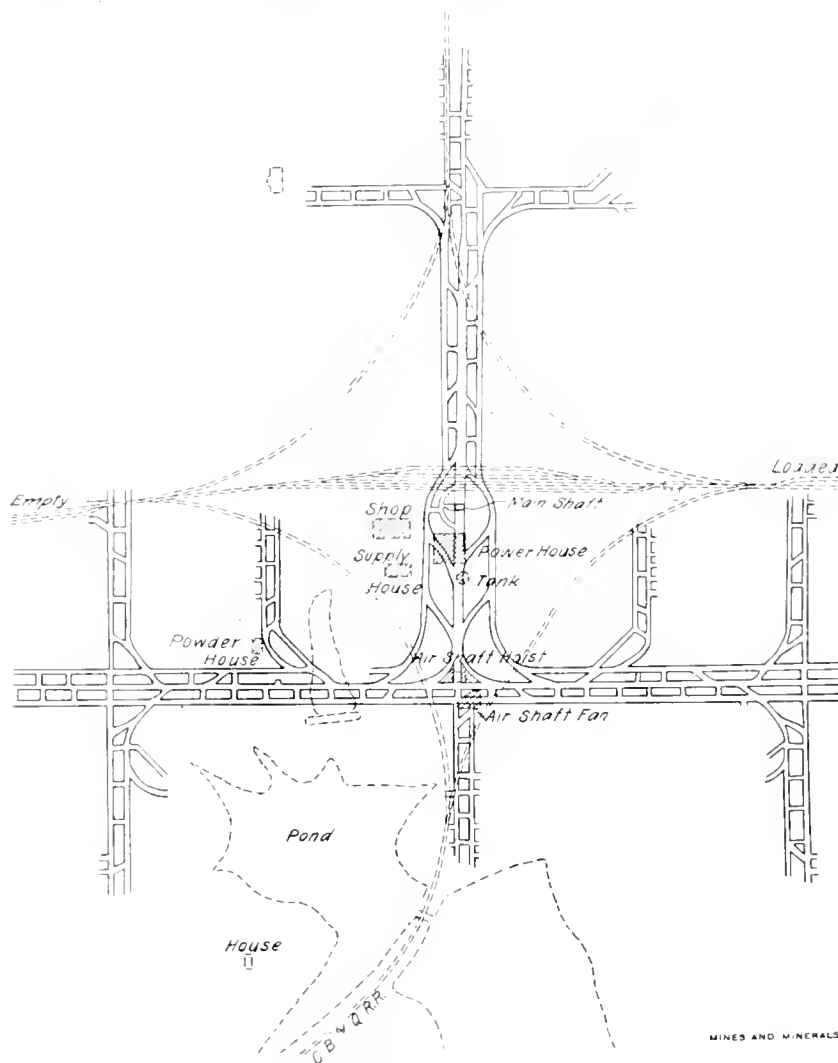 Loaded
Empty
Main Shaft
Shop
Power House
Supply
House
Tank
Powder
House
Air Shaft Hoist
Air Shaft Fan
Pond
House
C B & Q R.R.
MINES AND MINERALS